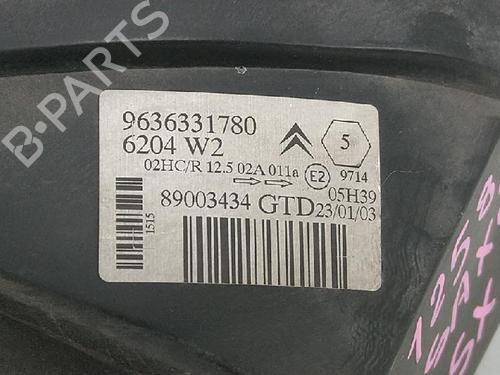 B-PARTS
9636331780
5
6204 W2
02HC/R 12.5 02A 011a E2 9714
05H39
89003434 GTD 23/01/03
1515